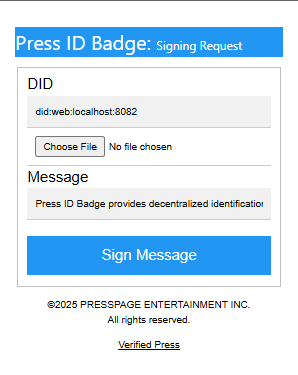 Press ID Badge: Signing Request
DID
did:web:localhost:8082
Choose File No file chosen
Message
Press ID Badge provides decentralized identification
Sign Message
©2025 PRESSPAGE ENTERTAINMENT INC.
All rights reserved.
Verified Press